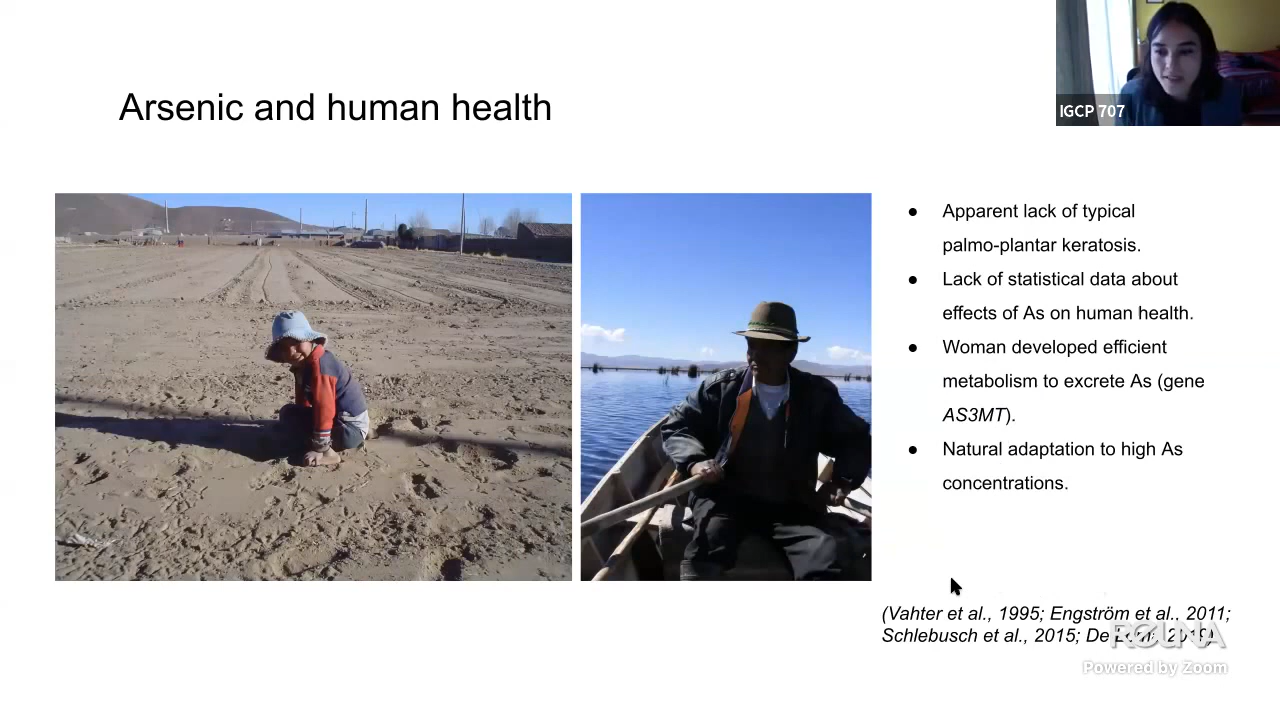 IGCP 707
Arsenic and human health
● Apparent lack of typical
palmo-plantar keratosis.
● Lack of statistical data about
effects of As on human health.
● Woman developed efficient
metabolism to excrete As (gene
AS3MT).
● Natural adaptation to high As
concentrations.
(Vahter et al., 1995; Engström et al., 2011;
Schlebusch et al., 2015; De 2019)
REUNA
Powered by Zoom